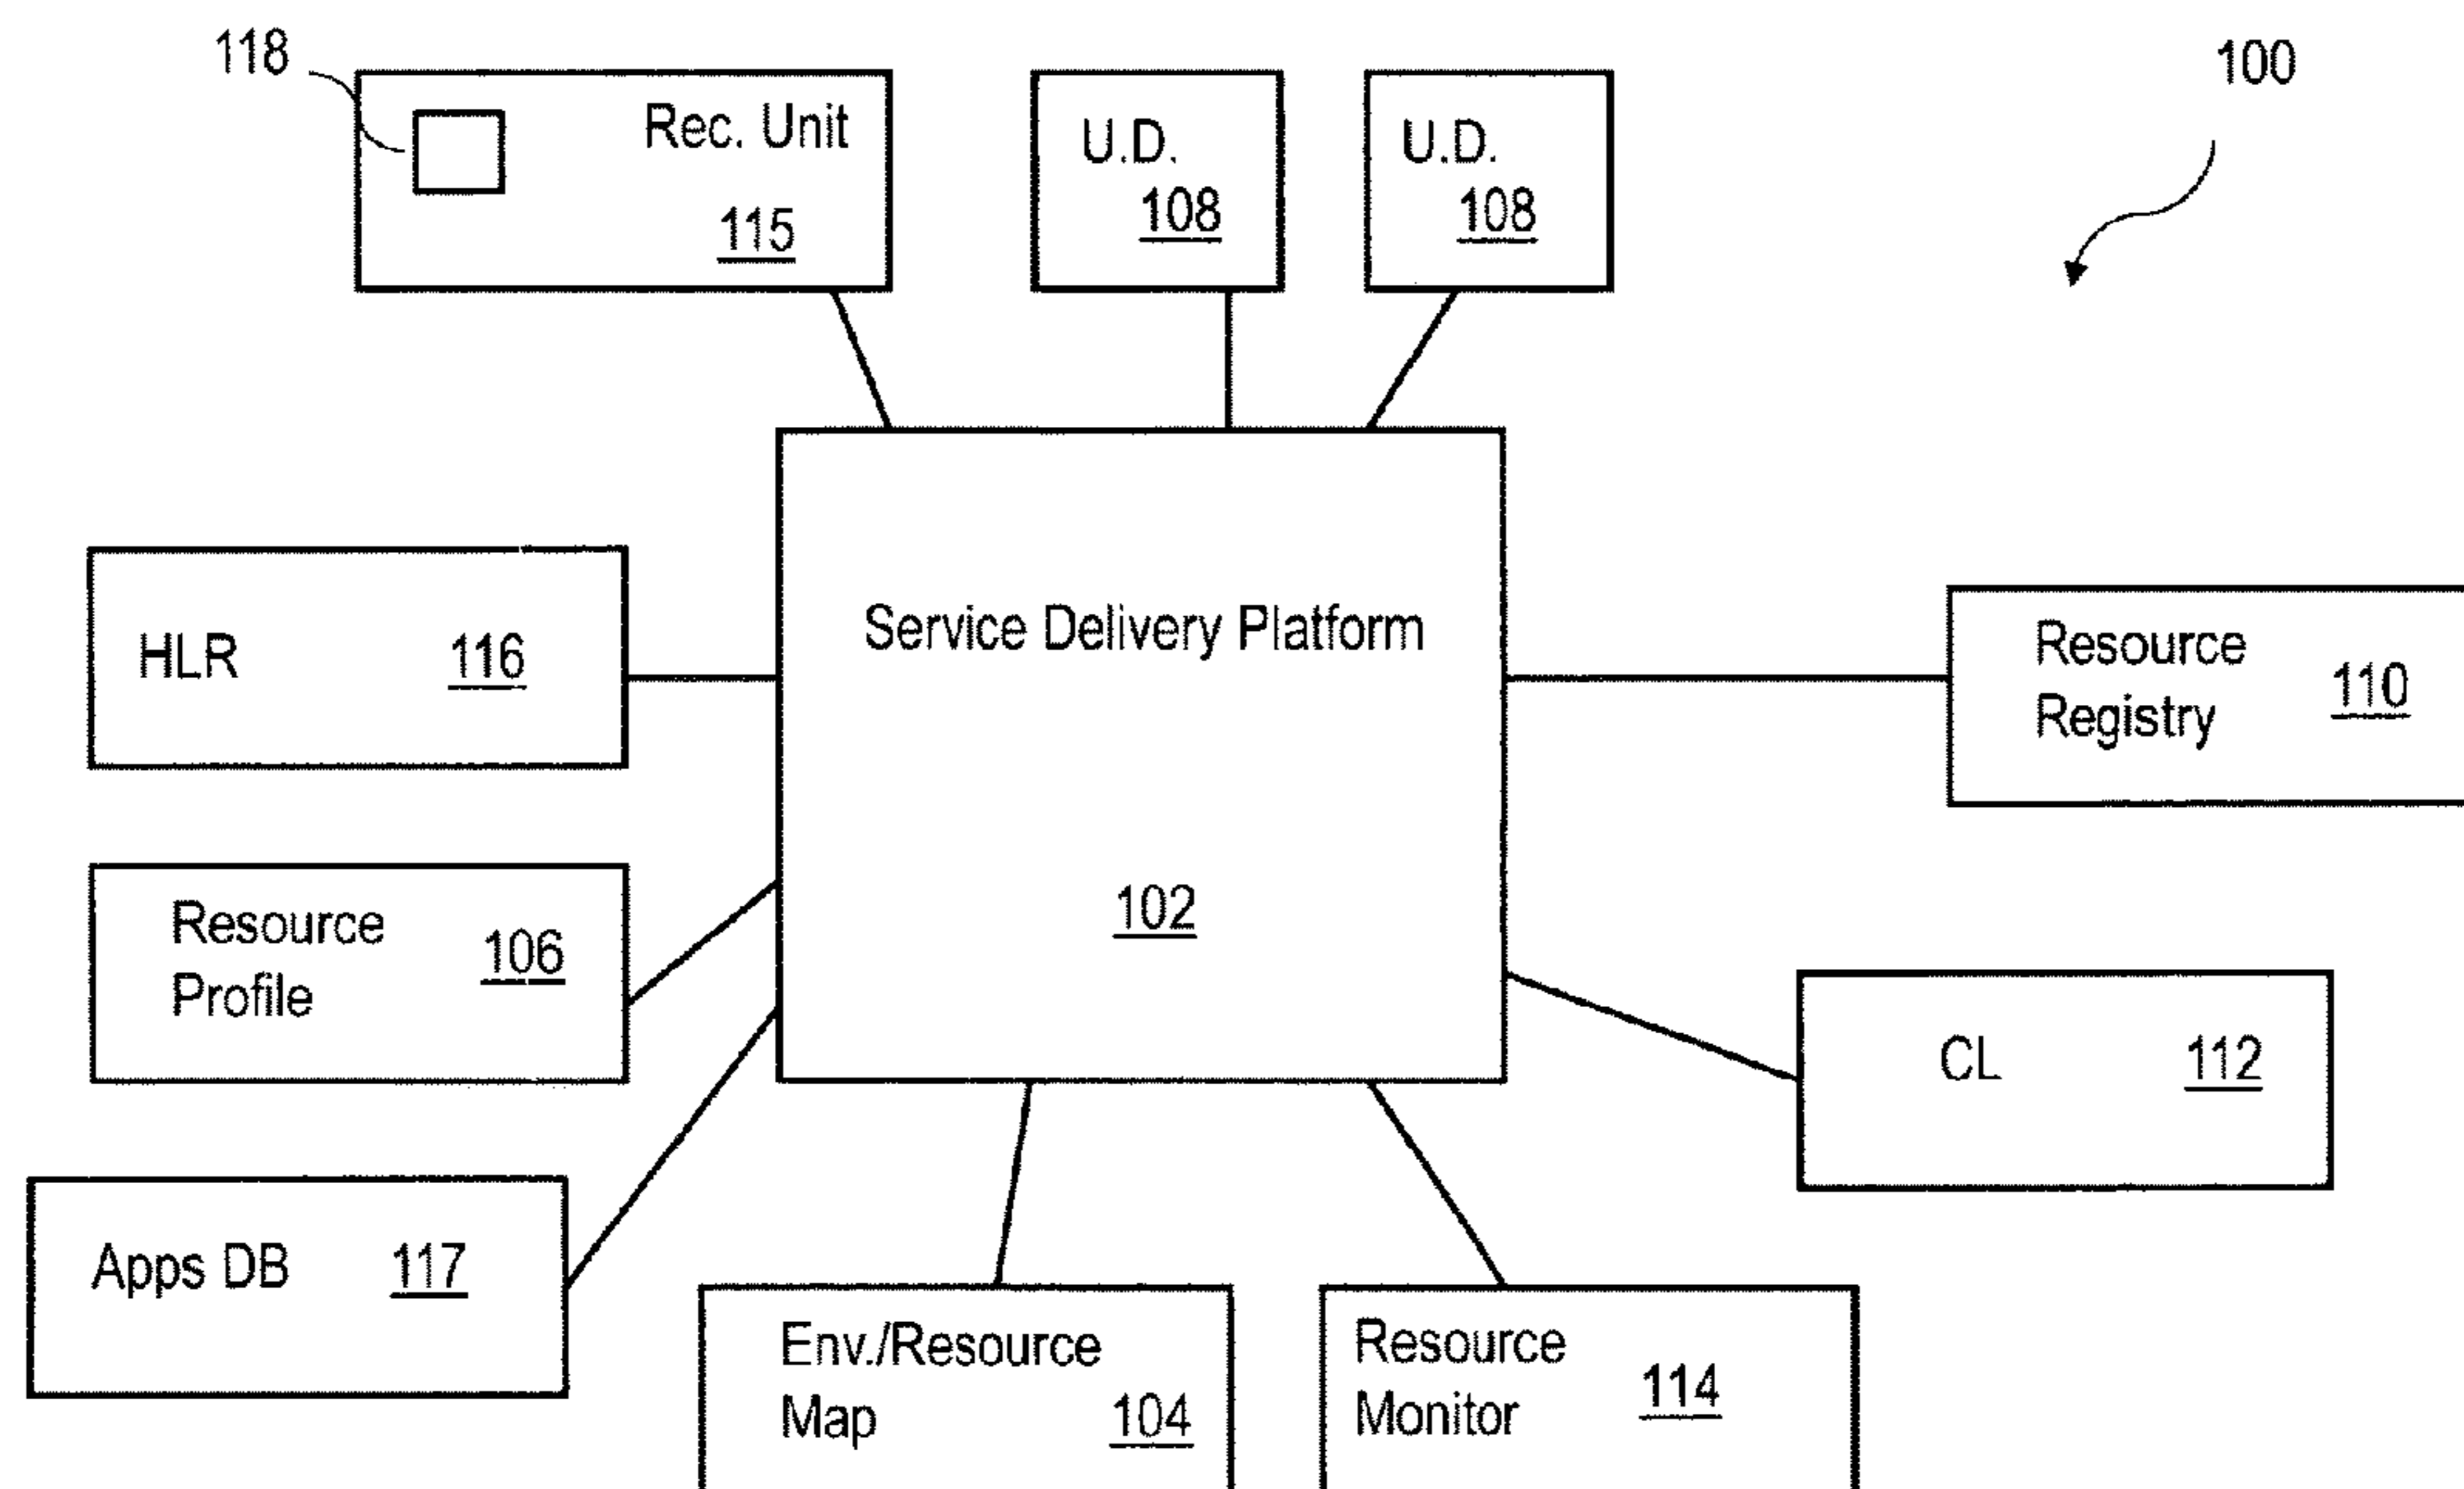 118
Rec. Unit
115
U.D.
108
U.D.
108
100
Service Delivery Platform
102
HLR 116
Resource
Registry
110
Resource
Profile
106
CL 112
Apps DB 117
Env./Resource
Map 104
Resource
Monitor
114